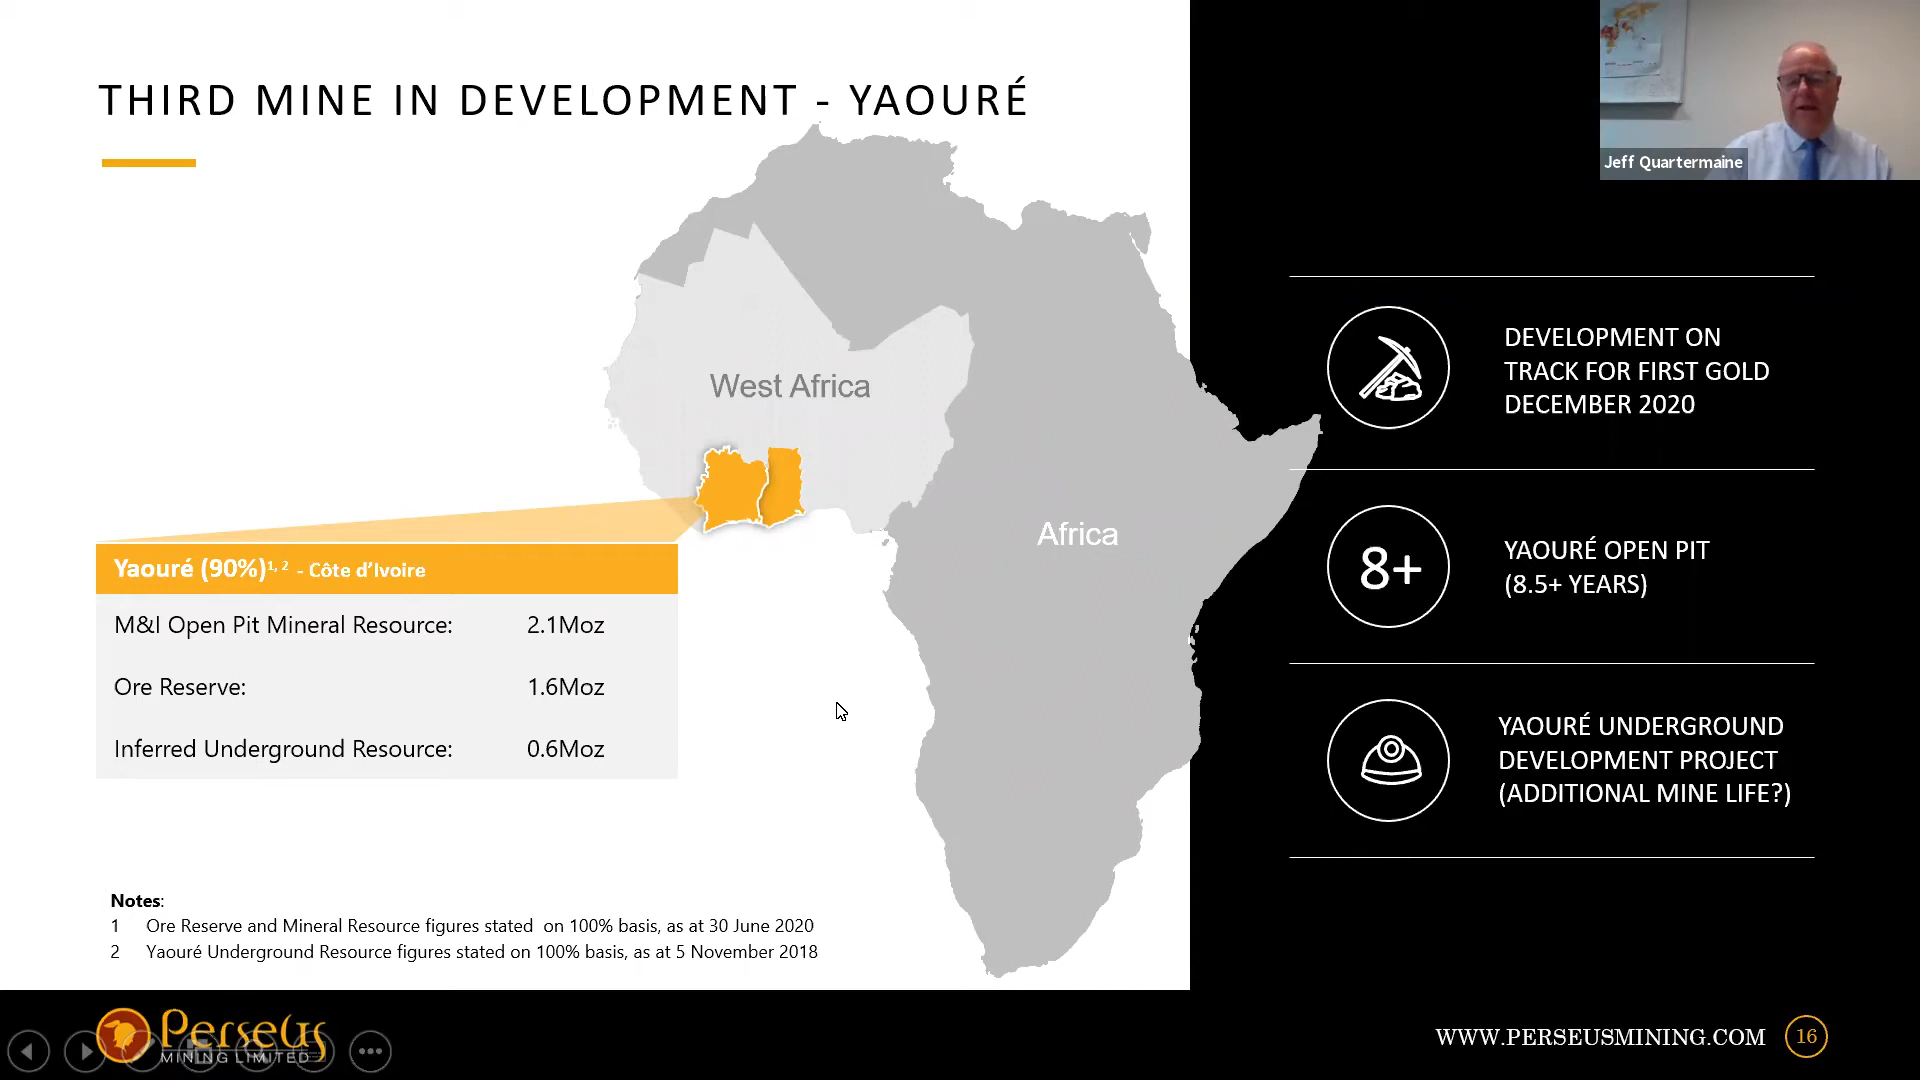 THIRD MINE IN DEVELOPMENT - YAOURÉ
Jeff Quartermaine
West Africa
Africa
Yaouré (90%)1, 2 - Côte d'Ivoire
M&I Open Pit Mineral Resource: 2.1Moz
Ore Reserve: 1.6Moz
Inferred Underground Resource: 0.6Moz
DEVELOPMENT ON
TRACK FOR FIRST GOLD
DECEMBER 2020
8+
YAOURÉ OPEN PIT
(8.5+ YEARS)
YAOURÉ UNDERGROUND
DEVELOPMENT PROJECT
(ADDITIONAL MINE LIFE?)
Notes:
1 Ore Reserve and Mineral Resource figures stated on 100% basis, as at 30 June 2020
2 Yaouré Underground Resource figures stated on 100% basis, as at 5 November 2018
Perseus
MINING LIMITED
WWW.PERSEUSMINING.COM 16